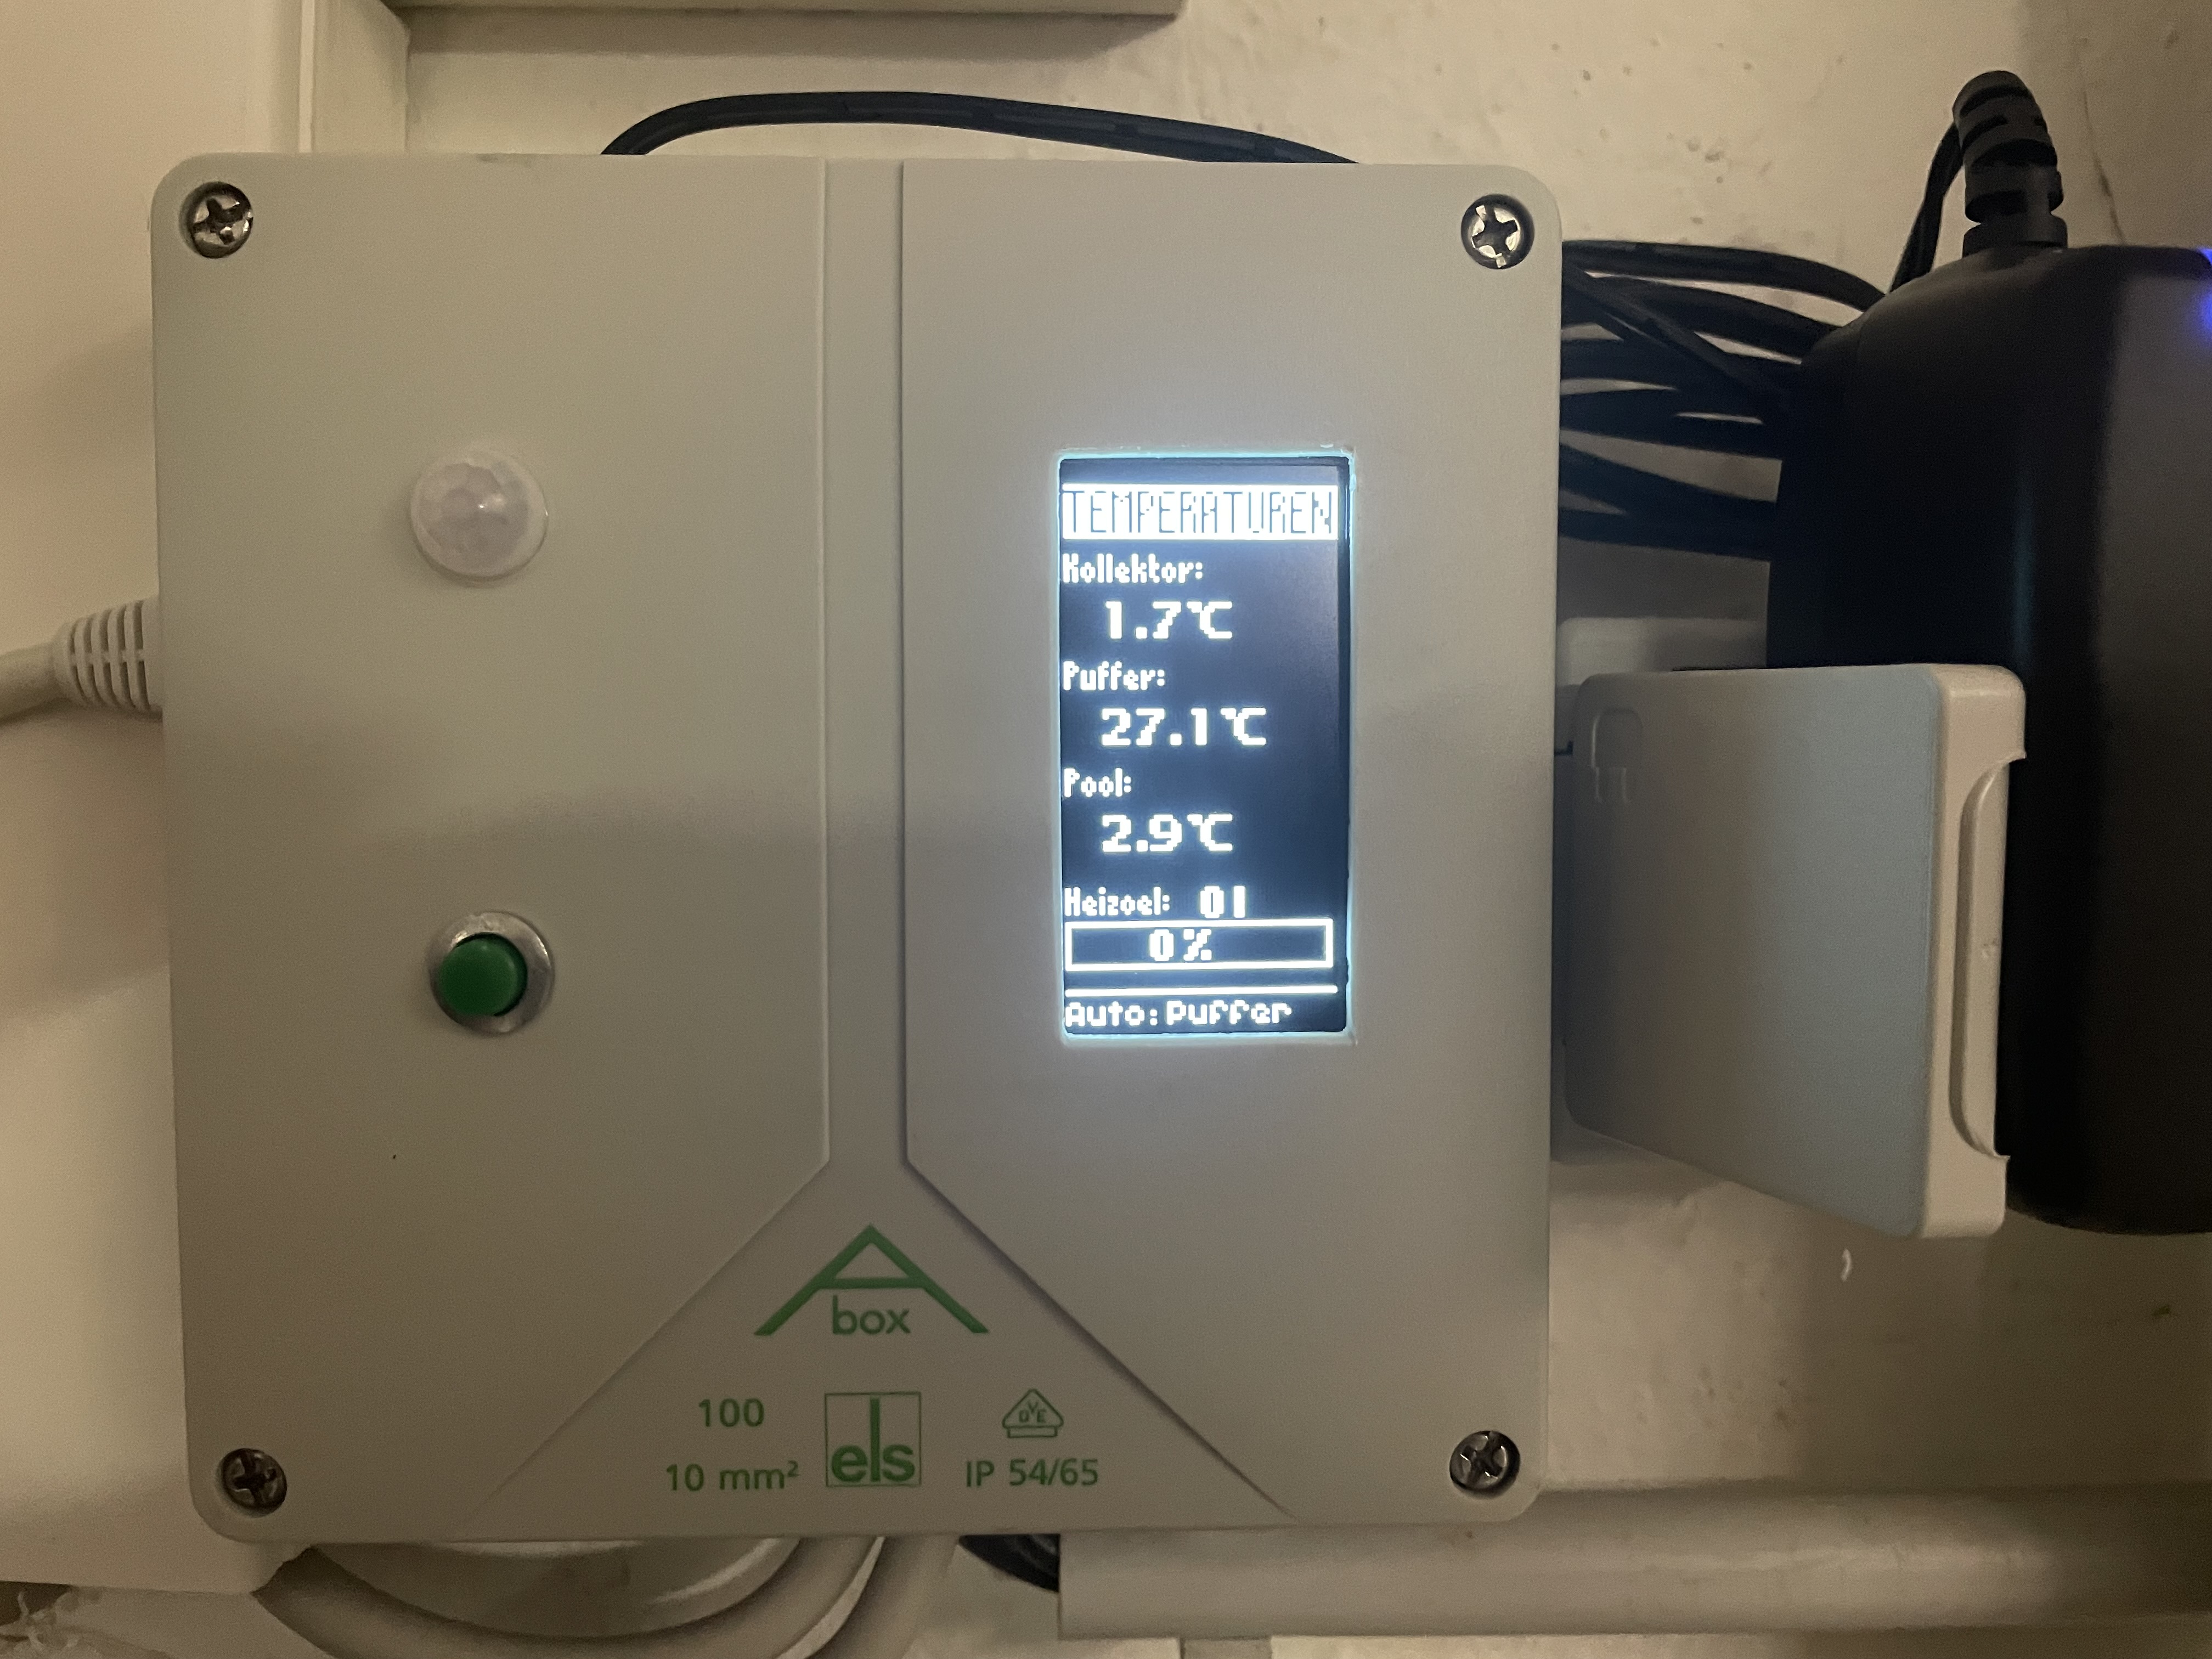 TEMPERATUREN
Kollektor:
1.7℃
Puffer:
27.1℃
Pool:
2.9℃
Heizoel: 0l
0%
Auto:Puffer
A
box
100
10 mm²
els
DVE
IP 54/65